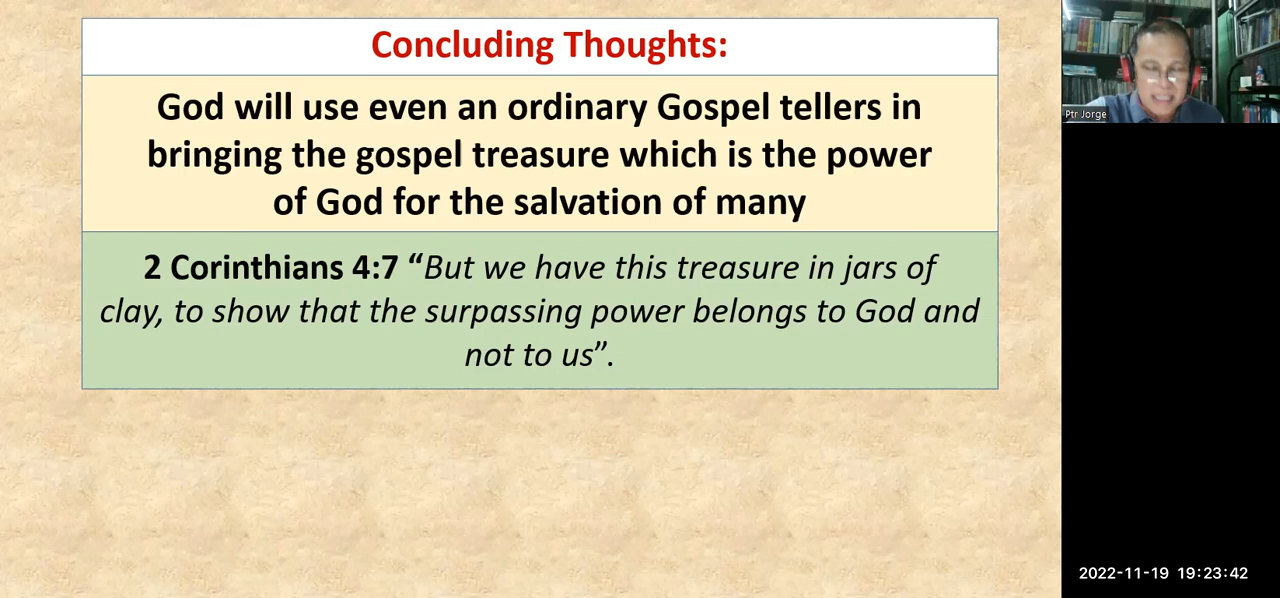 Concluding Thoughts:
God will use even an ordinary Gospel tellers in
bringing the gospel treasure which is the power
of God for the salvation of many
2 Corinthians 4:7 “But we have this treasure in jars of
clay, to show that the surpassing power belongs to God and
not to us”.
Ptr Jorge
2022-11-19 19:23:42